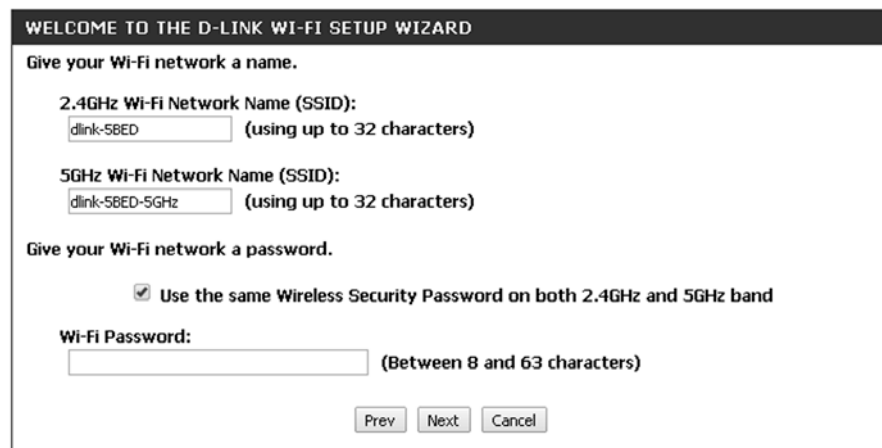 WELCOME TO THE D-LINK WI-FI SETUP WIZARD
Give your Wi-Fi network a name.
2.4GHz Wi-Fi Network Name (SSID):
dlink-5BED (using up to 32 characters)
5GHz Wi-Fi Network Name (SSID):
dlink-5BED-5GHz (using up to 32 characters)
Give your Wi-Fi network a password.
Use the same Wireless Security Password on both 2.4GHz and 5GHz band
Wi-Fi Password:
(Between 8 and 63 characters)
Prev Next Cancel